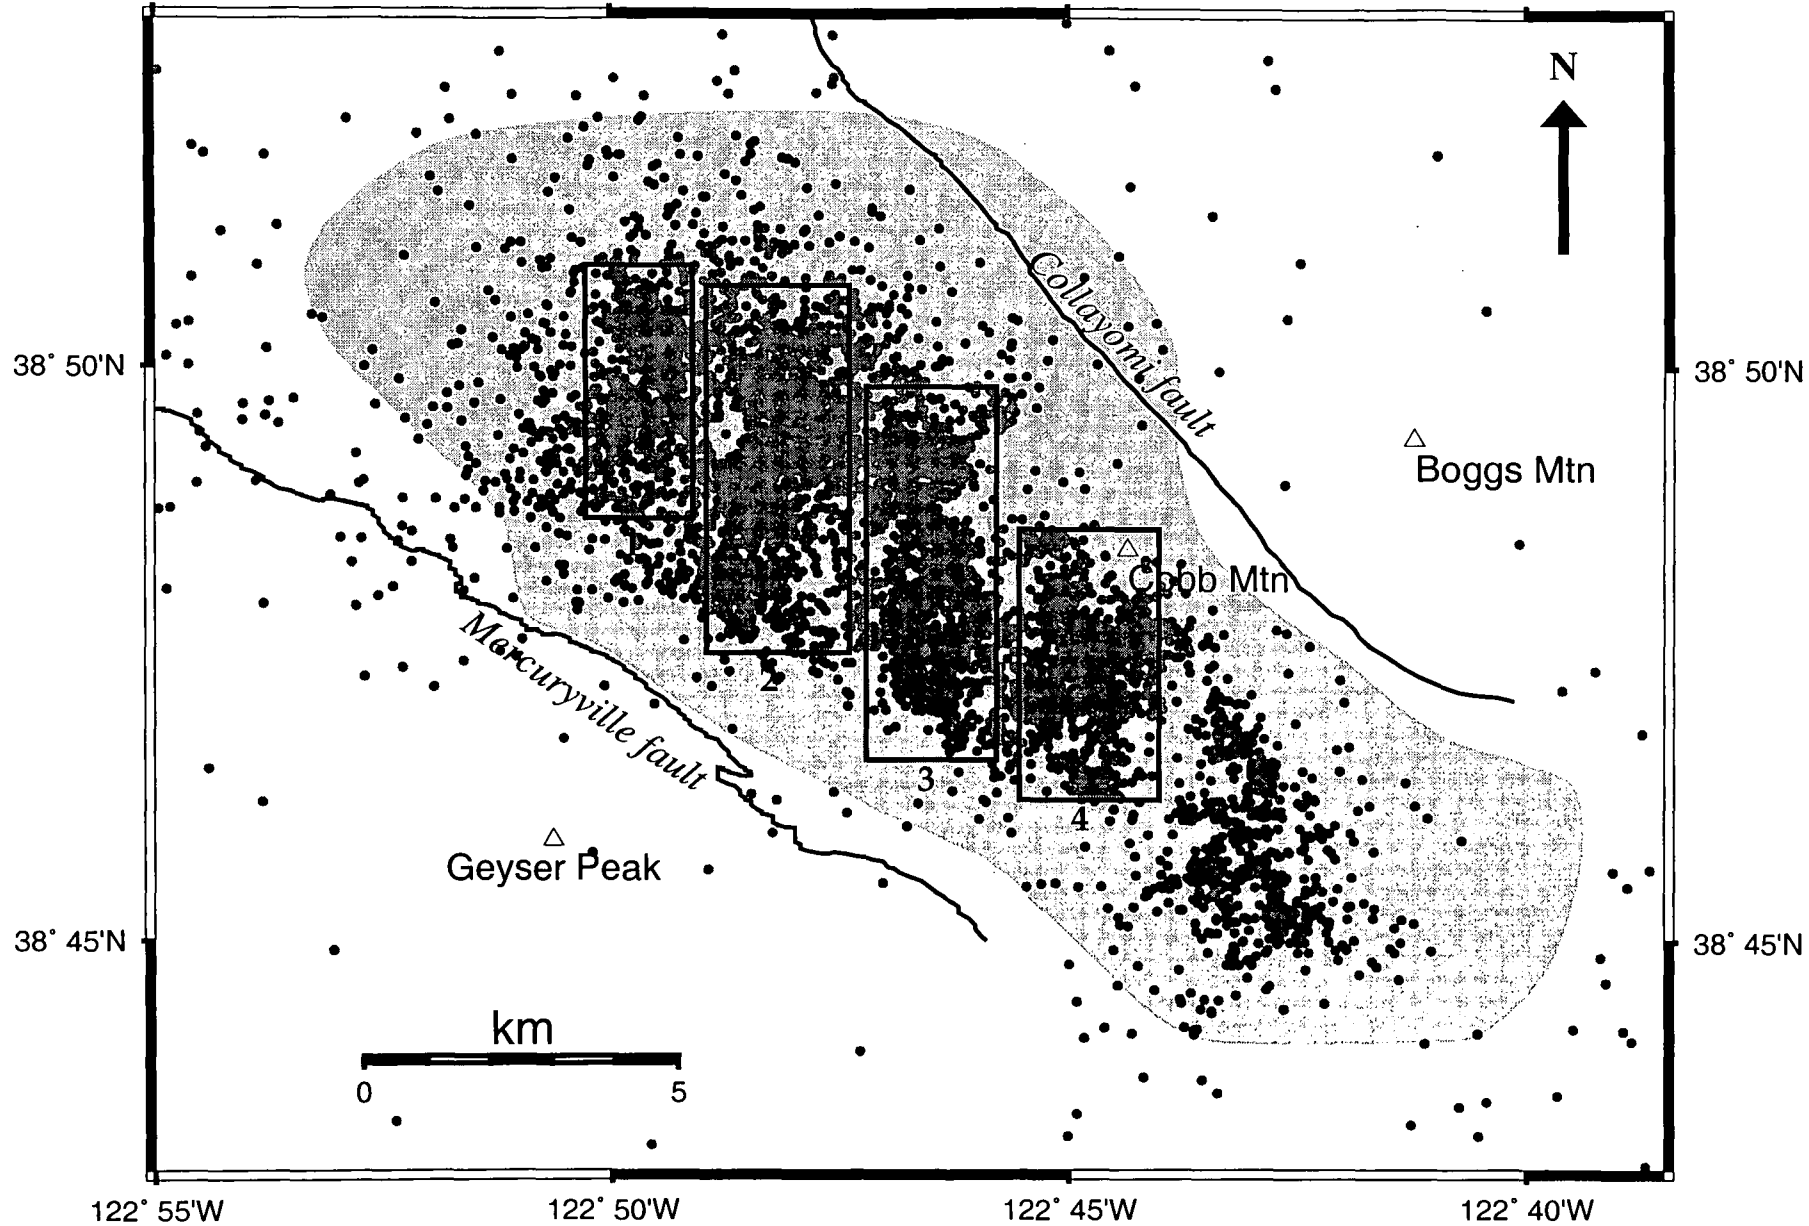 N
Collayomi fault
38° 50'N
38° 50'N
Boggs Mtn
1
Cobb Mtn
Mercuryville fault
2
3
4
Geyser Peak
38° 45'N
38° 45'N
km
0 5
122° 55'W 122° 50'W 122° 45'W 122° 40'W